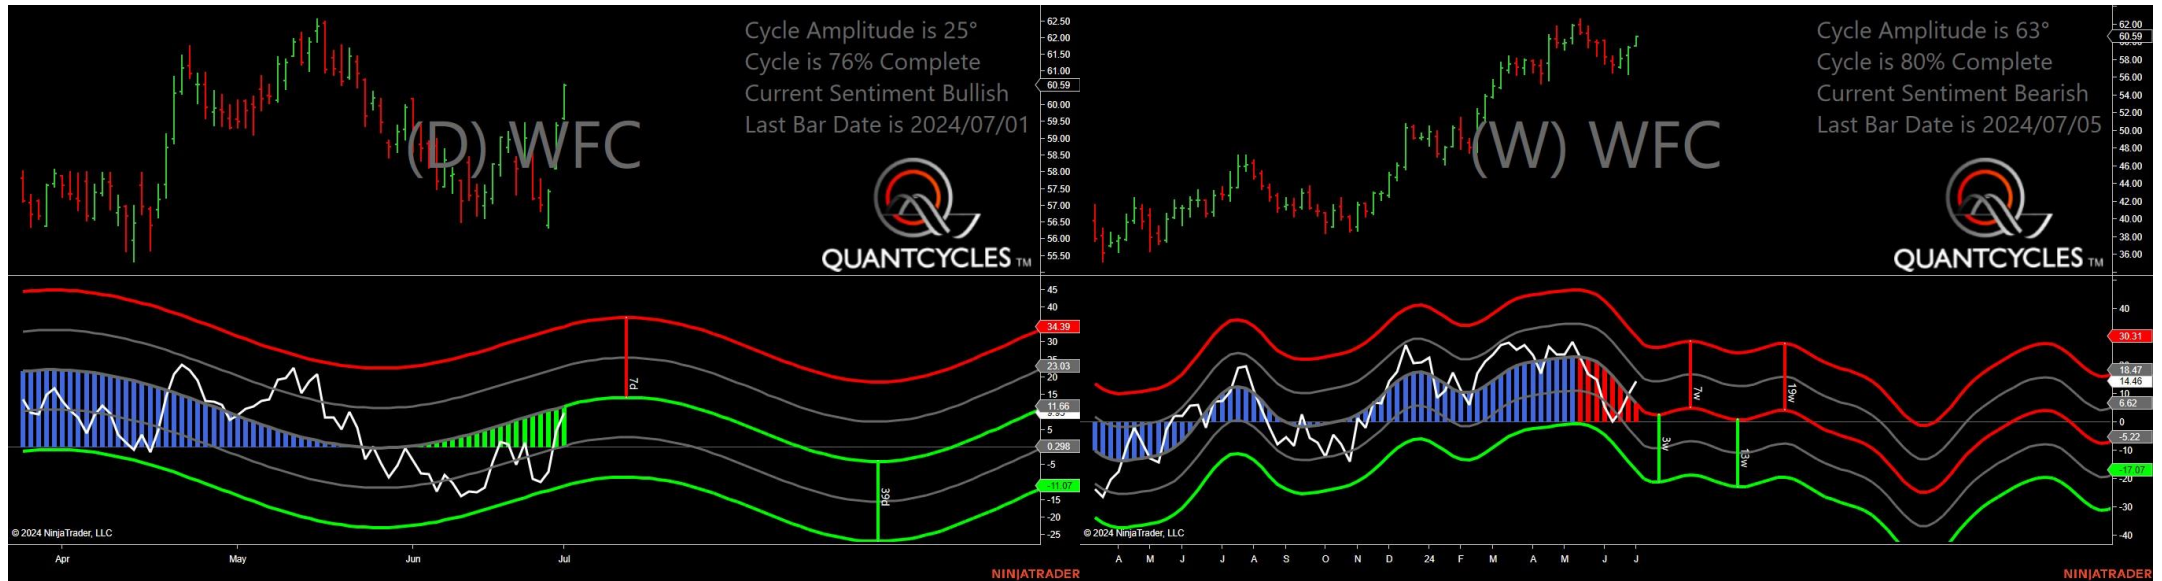 Cycle Amplitude is 25°
Cycle is 76% Complete
Current Sentiment Bullish
Last Bar Date is 2024/07/01
(D) WFC
QUANTCYCLES TM
62.50
62.00
61.50
61.00
60.59
60.00
59.50
59.00
58.50
58.00
57.50
57.00
56.50
56.00
55.50
45
40
34.39
30
25
23.03
20
15
11.66
5
0.298
-5
-11.07
-15
-20
-25
7d
39d
© 2024 NinjaTrader, LLC
Apr May Jun Jul
NINJATRADER
Cycle Amplitude is 63°
Cycle is 80% Complete
Current Sentiment Bearish
Last Bar Date is 2024/07/05
(W) WFC
QUANTCYCLES TM
62.00
60.59
58.00
56.00
54.00
52.00
50.00
48.00
46.00
44.00
42.00
40.00
38.00
36.00
40
30.31
18.47
14.46
10
6.62
0
-5.22
-10
-17.07
-20
-30
-40
3w
7w
13w
19w
© 2024 NinjaTrader, LLC
A M J J A S O N D 24 F M A M J J
NINJATRADER